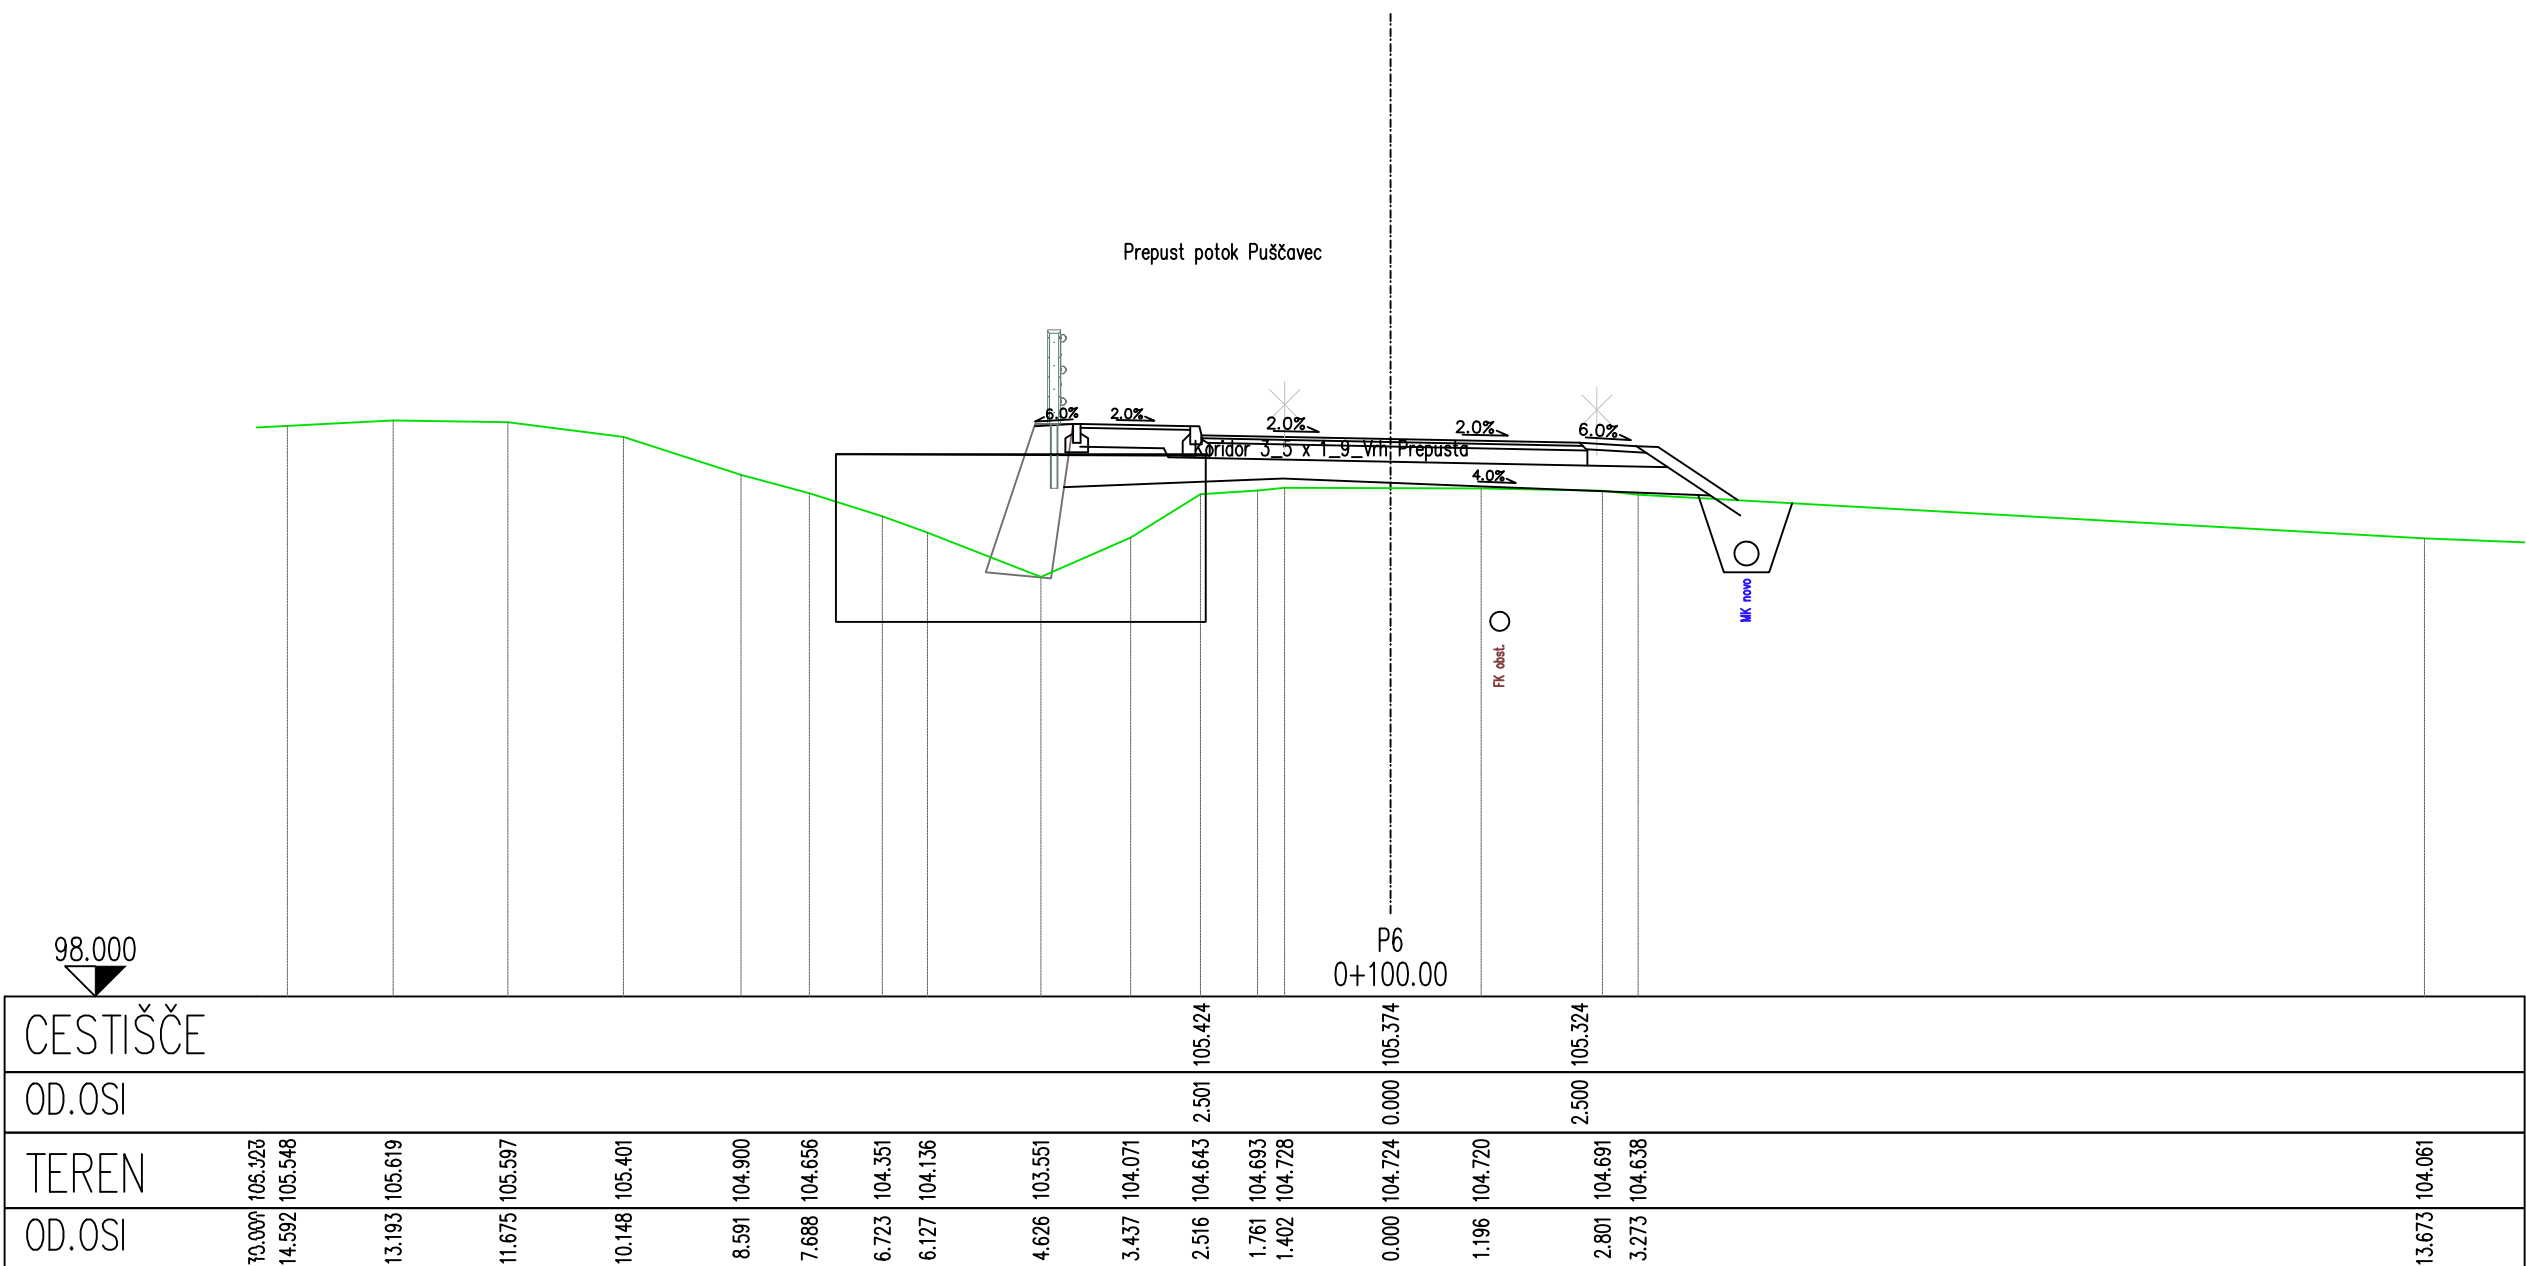 Prepust potok Puščavec
6.0% 2.0% 2.0% 2.0% 6.0%
Koridor 3_5 x 1_9_Vrh Prepusta
4.0%
MK novo
FK obst.
98.000
P6
0+100.00
CESTIŠČE 105.424 105.374 105.324
OD.OSI 2.501 0.000 2.500
TEREN 105.548 105.619 105.597 105.401 104.900 104.656 104.351 104.136 103.551 104.071 104.643 104.693 104.728 104.724 104.720 104.691 104.638 104.061
OD.OSI 14.592 13.193 11.675 10.148 8.591 7.688 6.723 6.127 4.626 3.437 2.516 1.761 1.402 0.000 1.196 2.801 3.273 13.673